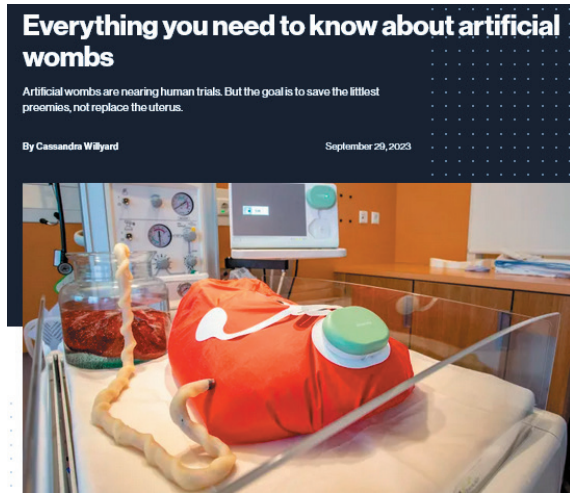 Everything you need to know about artificial
wombs
Artificial wombs are nearing human trials. But the goal is to save the littlest
preemies, not replace the uterus.
By Cassandra Willyard
September 29, 2023